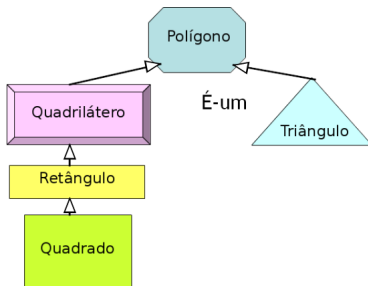 Polígono
É-um
Quadrilátero
Triângulo
Retângulo
Quadrado